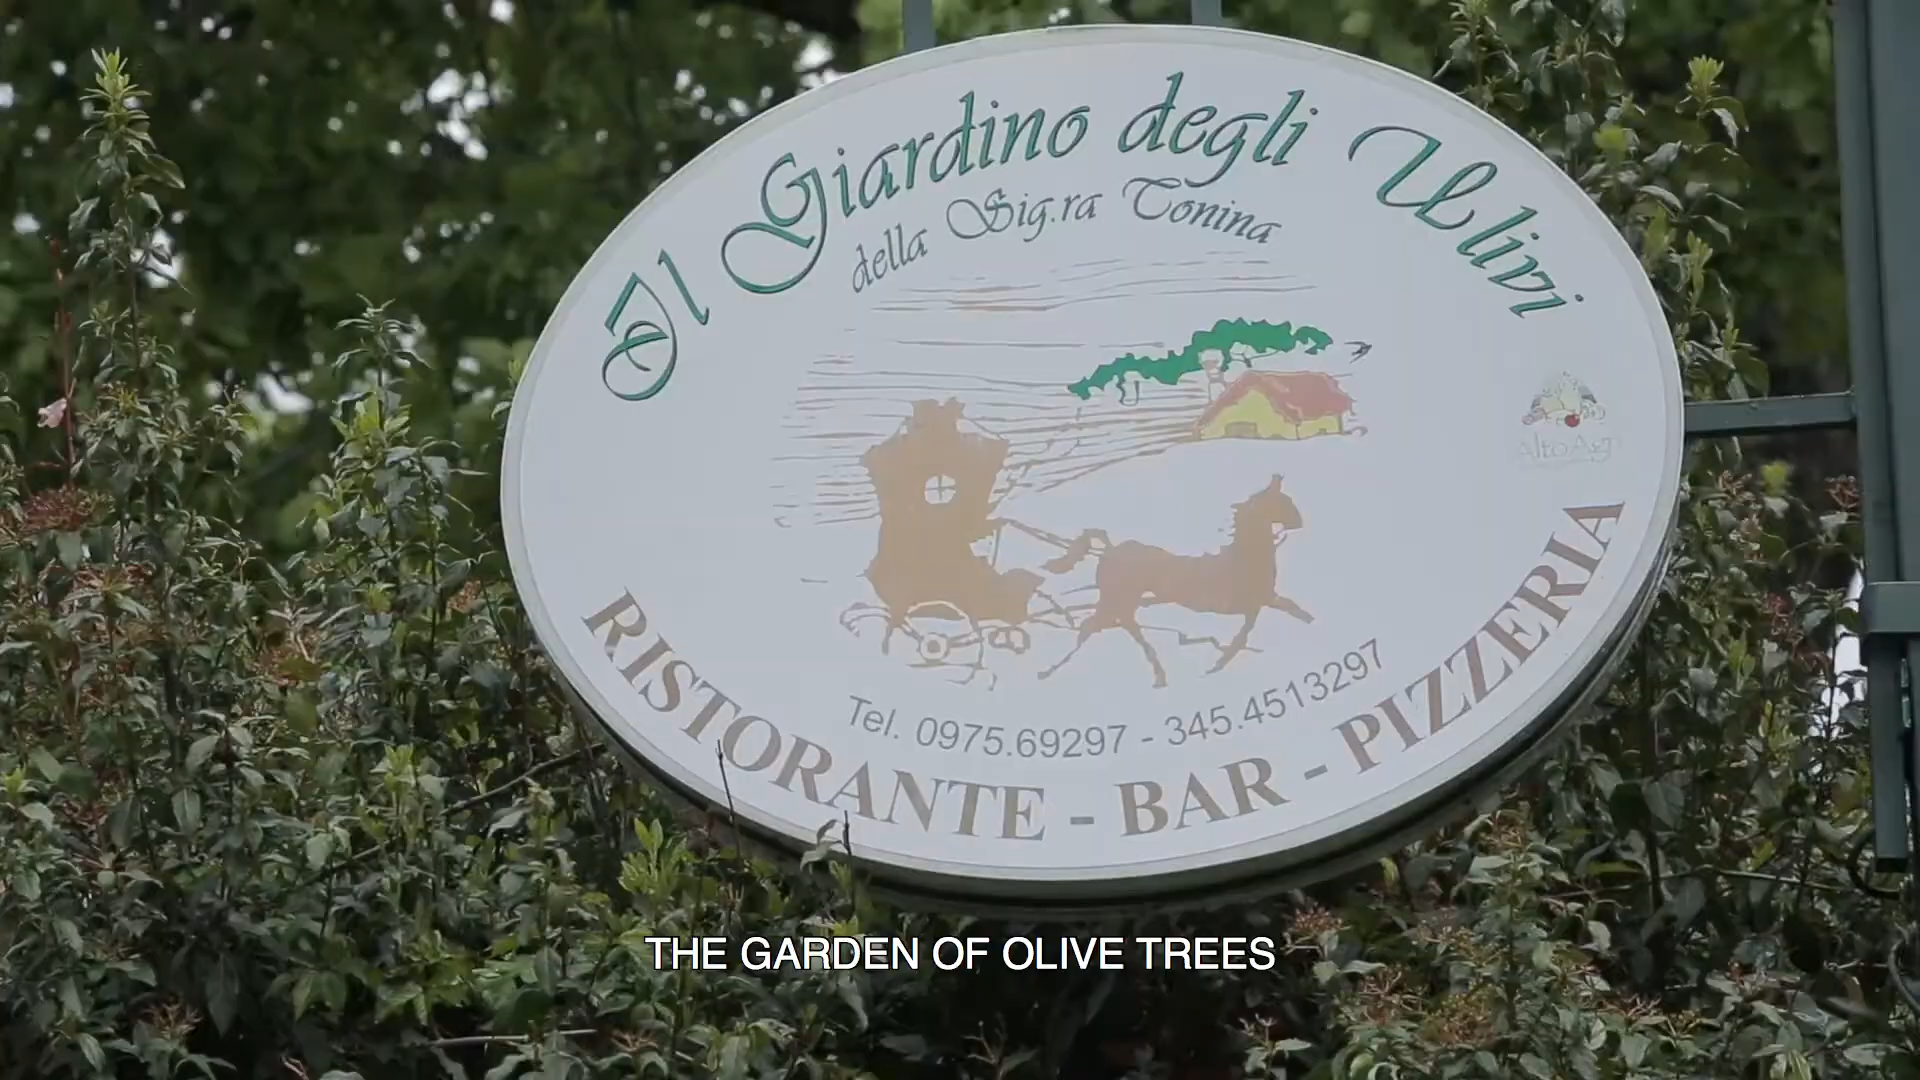 Il Giardino degli Ulivi
della Sig.ra Tonina
Tel. 0975.69297 - 345.4513297
RISTORANTE - BAR - PIZZERIA
THE GARDEN OF OLIVE TREES